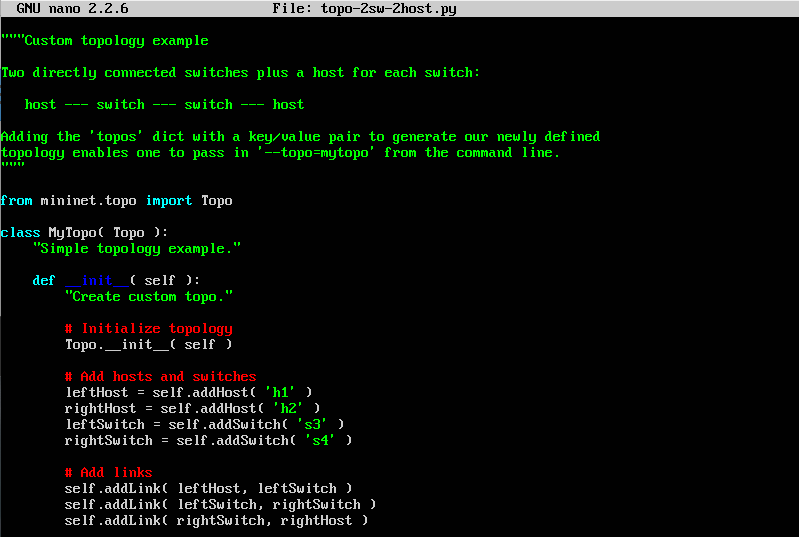 GNU nano 2.2.6 File: topo-2sw-2host.py
"""Custom topology example
Two directly connected switches plus a host for each switch:
   host --- switch --- switch --- host
Adding the 'topos' dict with a key/value pair to generate our newly defined
topology enables one to pass in '--topo=mytopo' from the command line.
"""
from mininet.topo import Topo
class MyTopo( Topo ):
    "Simple topology example."
    def __init__( self ):
        "Create custom topo."
        # Initialize topology
        Topo.__init__( self )
        # Add hosts and switches
        leftHost = self.addHost( 'h1' )
        rightHost = self.addHost( 'h2' )
        leftSwitch = self.addSwitch( 's3' )
        rightSwitch = self.addSwitch( 's4' )
        # Add links
        self.addLink( leftHost, leftSwitch )
        self.addLink( leftSwitch, rightSwitch )
        self.addLink( rightSwitch, rightHost )